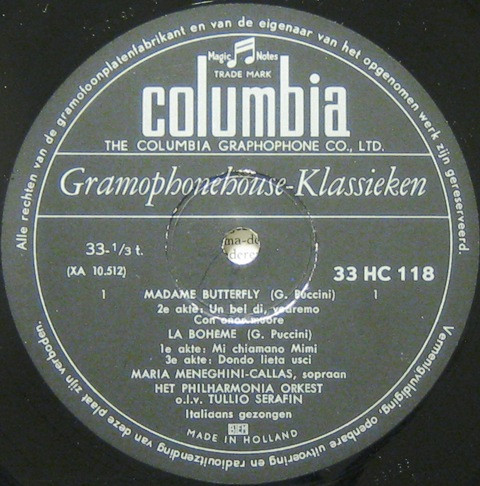 Alle rechten van de gramofoonplatenfabrikant en van de eigenaar van het opgenomen werk zijn gereserveerd.
Magic Notes
TRADE MARK
columbia
THE COLUMBIA GRAPHOPHONE CO., LTD.
Gramophonehouse-Klassieken
33-1/3 t.
(XA 10.512)
33 HC 118
1 MADAME BUTTERFLY (G. Puccini) 1
2e akte: Un bel di, vedremo
Con onor muore
LA BOHEME (G. Puccini)
1e akte: Mi chiamano Mimi
3e akte: Donde lieta usci
MARIA MENEGHINI-CALLAS, sopraan
HET PHILHARMONIA ORKEST
o.l.v. TULLIO SERAFIN
Italiaans gezongen
MADE IN HOLLAND
Vermenigvuldiging, openbare uitvoering en radiouitzending van deze plaat zijn verboden.